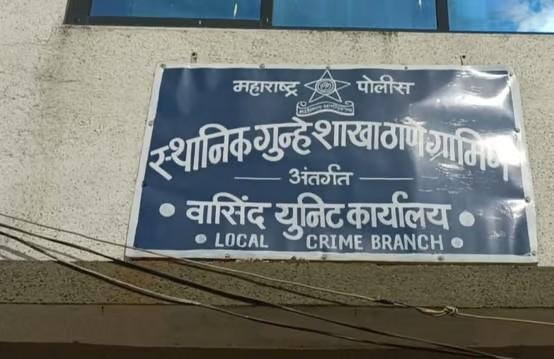 महाराष्ट्र पोलीस
स्थानिक गुन्हे शाखा ठाणे ग्रामिण
अंतर्गत
वासिंद युनिट कार्यालय
LOCAL CRIME BRANCH